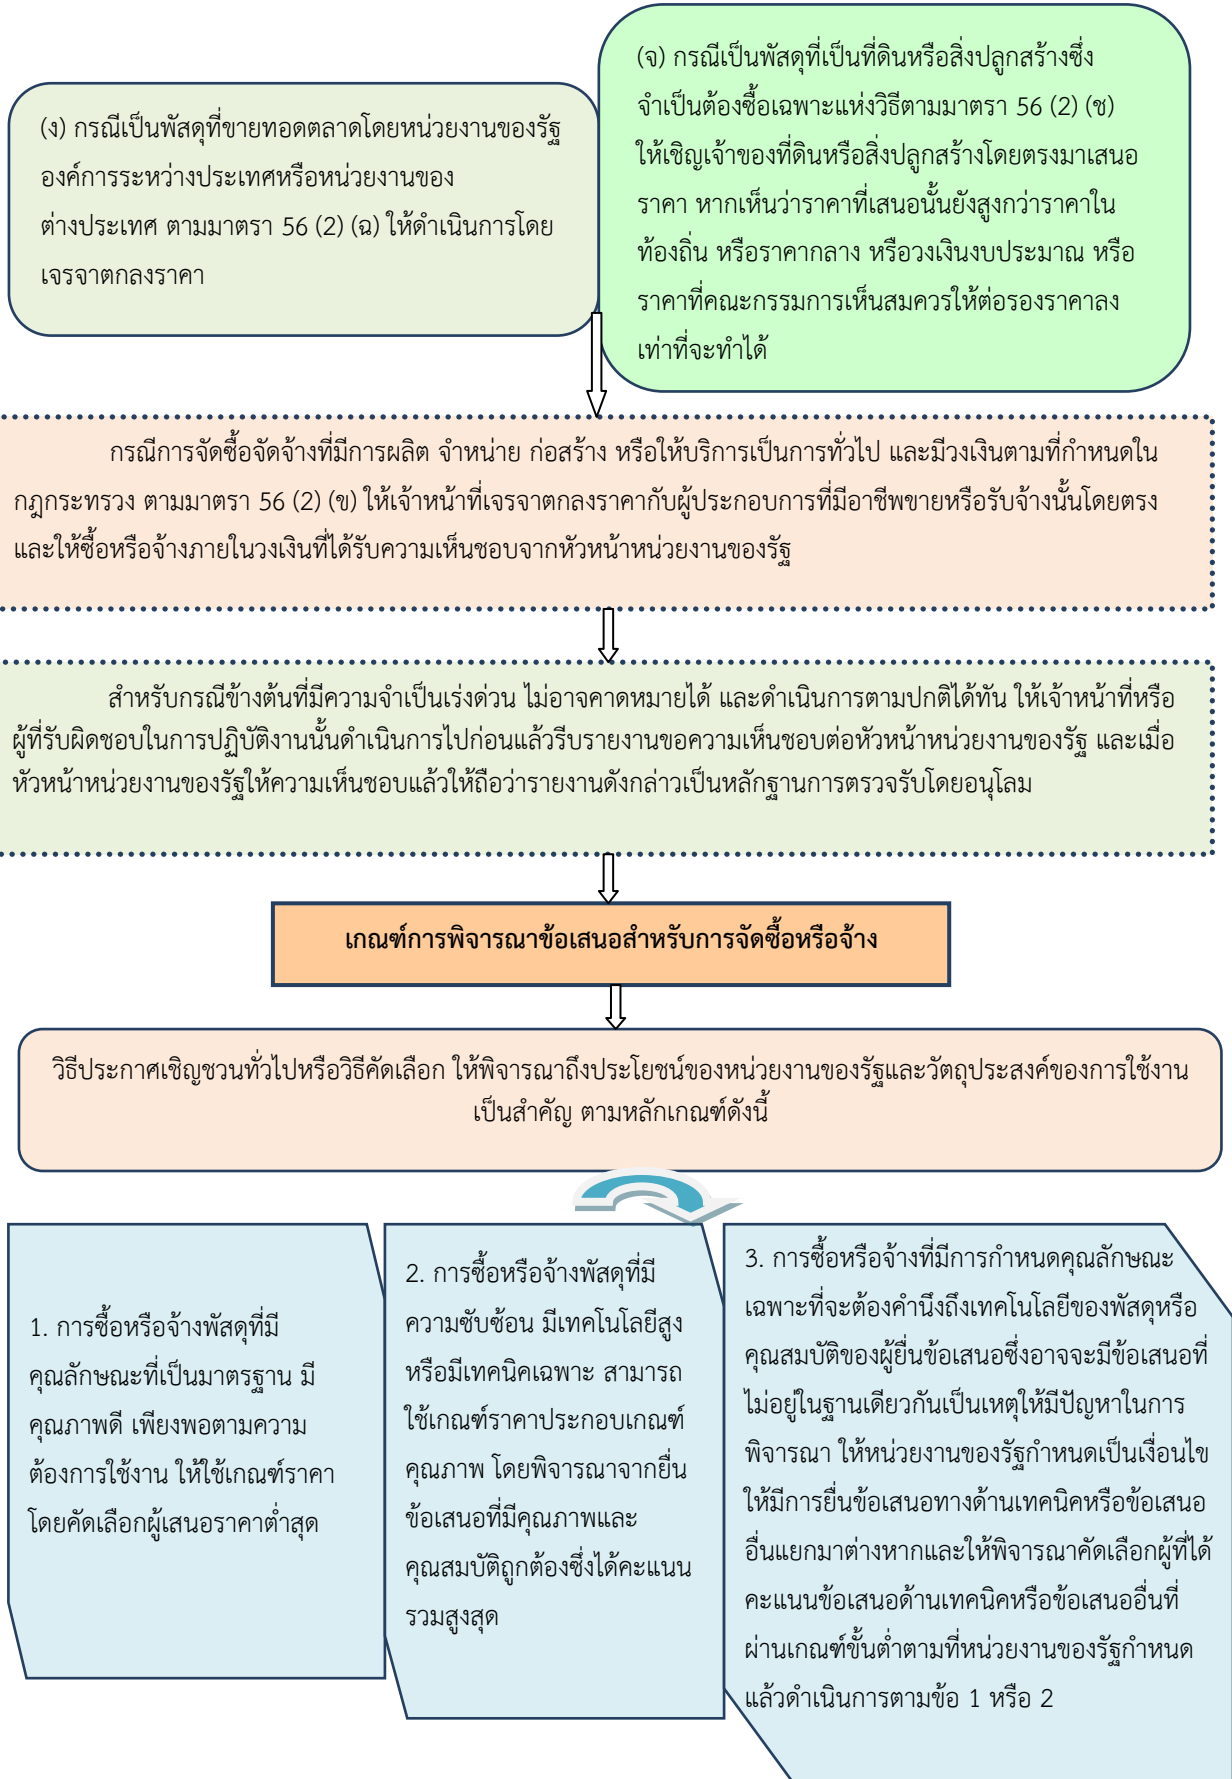 (ง) กรณีเป็นพัสดุที่ขายทอดตลาดโดยหน่วยงานของรัฐ
องค์การระหว่างประเทศหรือหน่วยงานของ
ต่างประเทศ ตามมาตรา 56 (2) (ฉ) ให้ดำเนินการโดย
เจรจาตกลงราคา
(จ) กรณีเป็นพัสดุที่เป็นที่ดินหรือสิ่งปลูกสร้างซึ่ง
จำเป็นต้องซื้อเฉพาะแห่งวิธีตามมาตรา 56 (2) (ช)
ให้เชิญเจ้าของที่ดินหรือสิ่งปลูกสร้างโดยตรงมาเสนอ
ราคา หากเห็นว่าราคาที่เสนอนั้นยังสูงกว่าราคาใน
ท้องถิ่น หรือราคากลาง หรือวงเงินงบประมาณ หรือ
ราคาที่คณะกรรมการเห็นสมควรให้ต่อรองราคาลง
เท่าที่จะทำได้
กรณีการจัดซื้อจัดจ้างที่มีการผลิต จำหน่าย ก่อสร้าง หรือให้บริการเป็นการทั่วไป และมีวงเงินตามที่กำหนดใน
กฎกระทรวง ตามมาตรา 56 (2) (ข) ให้เจ้าหน้าที่เจรจาตกลงราคากับผู้ประกอบการที่มีอาชีพขายหรือรับจ้างนั้นโดยตรง
และให้ซื้อหรือจ้างภายในวงเงินที่ได้รับความเห็นชอบจากหัวหน้าหน่วยงานของรัฐ
สำหรับกรณีข้างต้นที่มีความจำเป็นเร่งด่วน ไม่อาจคาดหมายได้ และดำเนินการตามปกติได้ทัน ให้เจ้าหน้าที่หรือ
ผู้ที่รับผิดชอบในการปฏิบัติงานนั้นดำเนินการไปก่อนแล้วรีบรายงานขอความเห็นชอบต่อหัวหน้าหน่วยงานของรัฐ และเมื่อ
หัวหน้าหน่วยงานของรัฐให้ความเห็นชอบแล้วให้ถือว่ารายงานดังกล่าวเป็นหลักฐานการตรวจรับโดยอนุโลม
เกณฑ์การพิจารณาข้อเสนอสำหรับการจัดซื้อหรือจ้าง
วิธีประกาศเชิญชวนทั่วไปหรือวิธีคัดเลือก ให้พิจารณาถึงประโยชน์ของหน่วยงานของรัฐและวัตถุประสงค์ของการใช้งาน
เป็นสำคัญ ตามหลักเกณฑ์ดังนี้
1. การซื้อหรือจ้างพัสดุที่มี
คุณลักษณะที่เป็นมาตรฐาน มี
คุณภาพดี เพียงพอตามความ
ต้องการใช้งาน ให้ใช้เกณฑ์ราคา
โดยคัดเลือกผู้เสนอราคาต่ำสุด
2. การซื้อหรือจ้างพัสดุที่มี
ความซับซ้อน มีเทคโนโลยีสูง
หรือมีเทคนิคเฉพาะ สามารถ
ใช้เกณฑ์ราคาประกอบเกณฑ์
คุณภาพ โดยพิจารณาจากยื่น
ข้อเสนอที่มีคุณภาพและ
คุณสมบัติถูกต้องซึ่งได้คะแนน
รวมสูงสุด
3. การซื้อหรือจ้างที่มีการกำหนดคุณลักษณะ
เฉพาะที่จะต้องคำนึงถึงเทคโนโลยีของพัสดุหรือ
คุณสมบัติของผู้ยื่นข้อเสนอซึ่งอาจจะมีข้อเสนอที่
ไม่อยู่ในฐานเดียวกันเป็นเหตุให้มีปัญหาในการ
พิจารณา ให้หน่วยงานของรัฐกำหนดเป็นเงื่อนไข
ให้มีการยื่นข้อเสนอทางด้านเทคนิคหรือข้อเสนอ
อื่นแยกมาต่างหากและให้พิจารณาคัดเลือกผู้ที่ได้
คะแนนข้อเสนอด้านเทคนิคหรือข้อเสนออื่นที่
ผ่านเกณฑ์ขั้นต่ำตามที่หน่วยงานของรัฐกำหนด
แล้วดำเนินการตามข้อ 1 หรือ 2